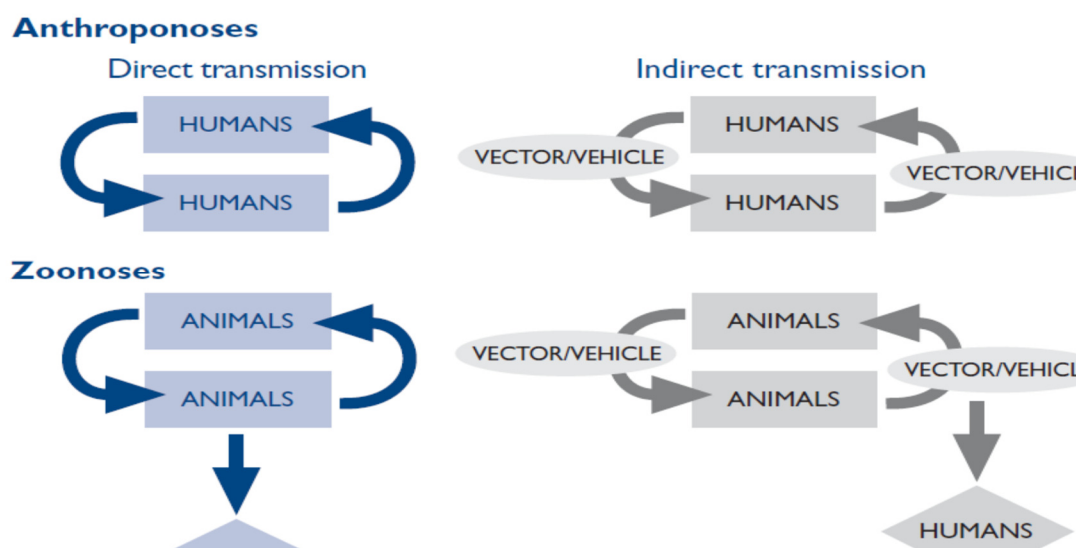 Anthroponoses
Direct transmission
Indirect transmission
HUMANS
HUMANS
VECTOR/VEHICLE
HUMANS
HUMANS
VECTOR/VEHICL
Zoonoses
ANIMALS
ANIMALS
VECTOR/VEHICLE
ANIMALS
ANIMALS
VECTOR/VEHICL
HUMANS